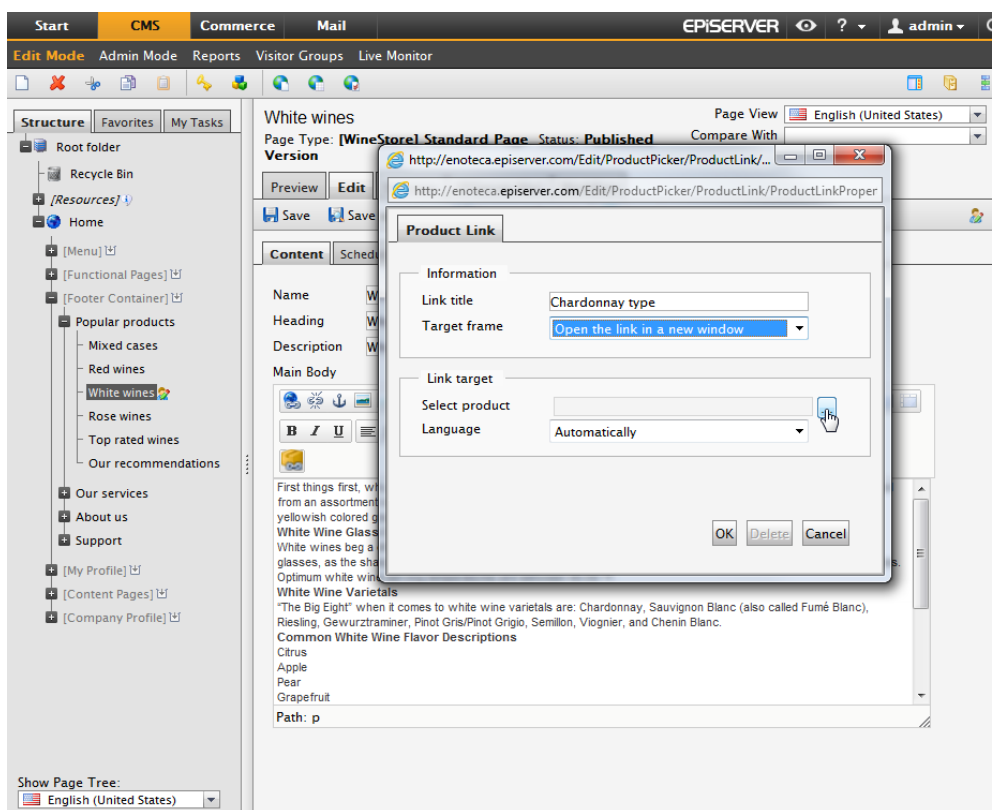 Start CMS Commerce Mail EPiSERVER ? admin
Edit Mode Admin Mode Reports Visitor Groups Live Monitor
Structure Favorites My Tasks
Root folder
Recycle Bin
[Resources]
Home
[Menu]
[Functional Pages]
[Footer Container]
Popular products
Mixed cases
Red wines
White wines
Rose wines
Top rated wines
Our recommendations
Our services
About us
Support
[My Profile]
[Content Pages]
[Company Profile]
Show Page Tree:
English (United States)
White wines
Page Type: [WineStore] Standard Page Status: Published
Version
Page View English (United States)
Compare With
Preview Edit
Save Save
Content
Name W
Heading W
Description W
Main Body
B I U
First things first,
from an assortment
yellowish colored
White Wine Glass
White wines beg a
glasses, as the
Optimum white wine
White Wine Varietals
"The Big Eight" when it comes to white wine varietals are: Chardonnay, Sauvignon Blanc (also called Fumé Blanc),
Riesling, Gewurztraminer, Pinot Gris/Pinot Grigio, Semillon, Viognier, and Chenin Blanc.
Common White Wine Flavor Descriptions
Citrus
Apple
Pear
Grapefruit
Path: p
http://enoteca.episerver.com/Edit/ProductPicker/ProductLink/...
http://enoteca.episerver.com/Edit/ProductPicker/ProductLink/ProductLinkProper
Product Link
Information
Link title Chardonnay type
Target frame Open the link in a new window
Link target
Select product
Language Automatically
OK Delete Cancel